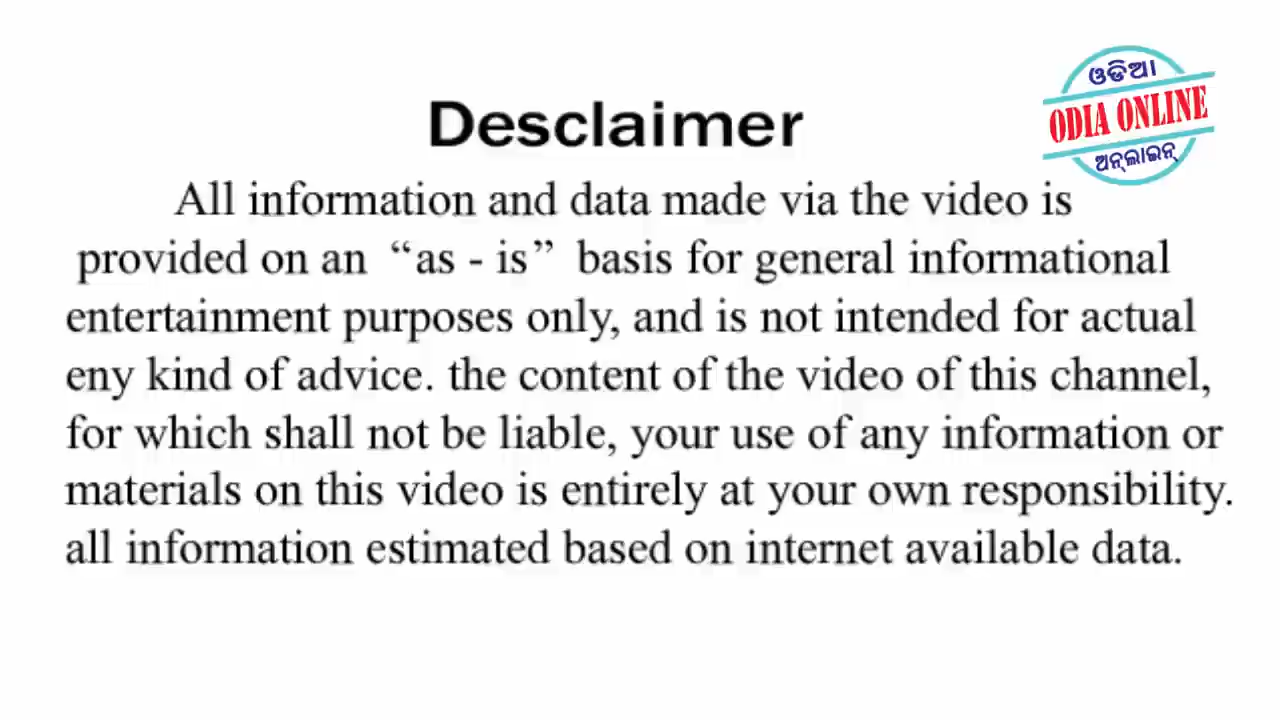 ଓଡିଆ
ODIA ONLINE
ଅନ୍‌ଲାଇନ୍
Desclaimer
All information and data made via the video is
provided on an “as - is” basis for general informational
entertainment purposes only, and is not intended for actual
eny kind of advice. the content of the video of this channel,
for which shall not be liable, your use of any information or
materials on this video is entirely at your own responsibility.
all information estimated based on internet available data.